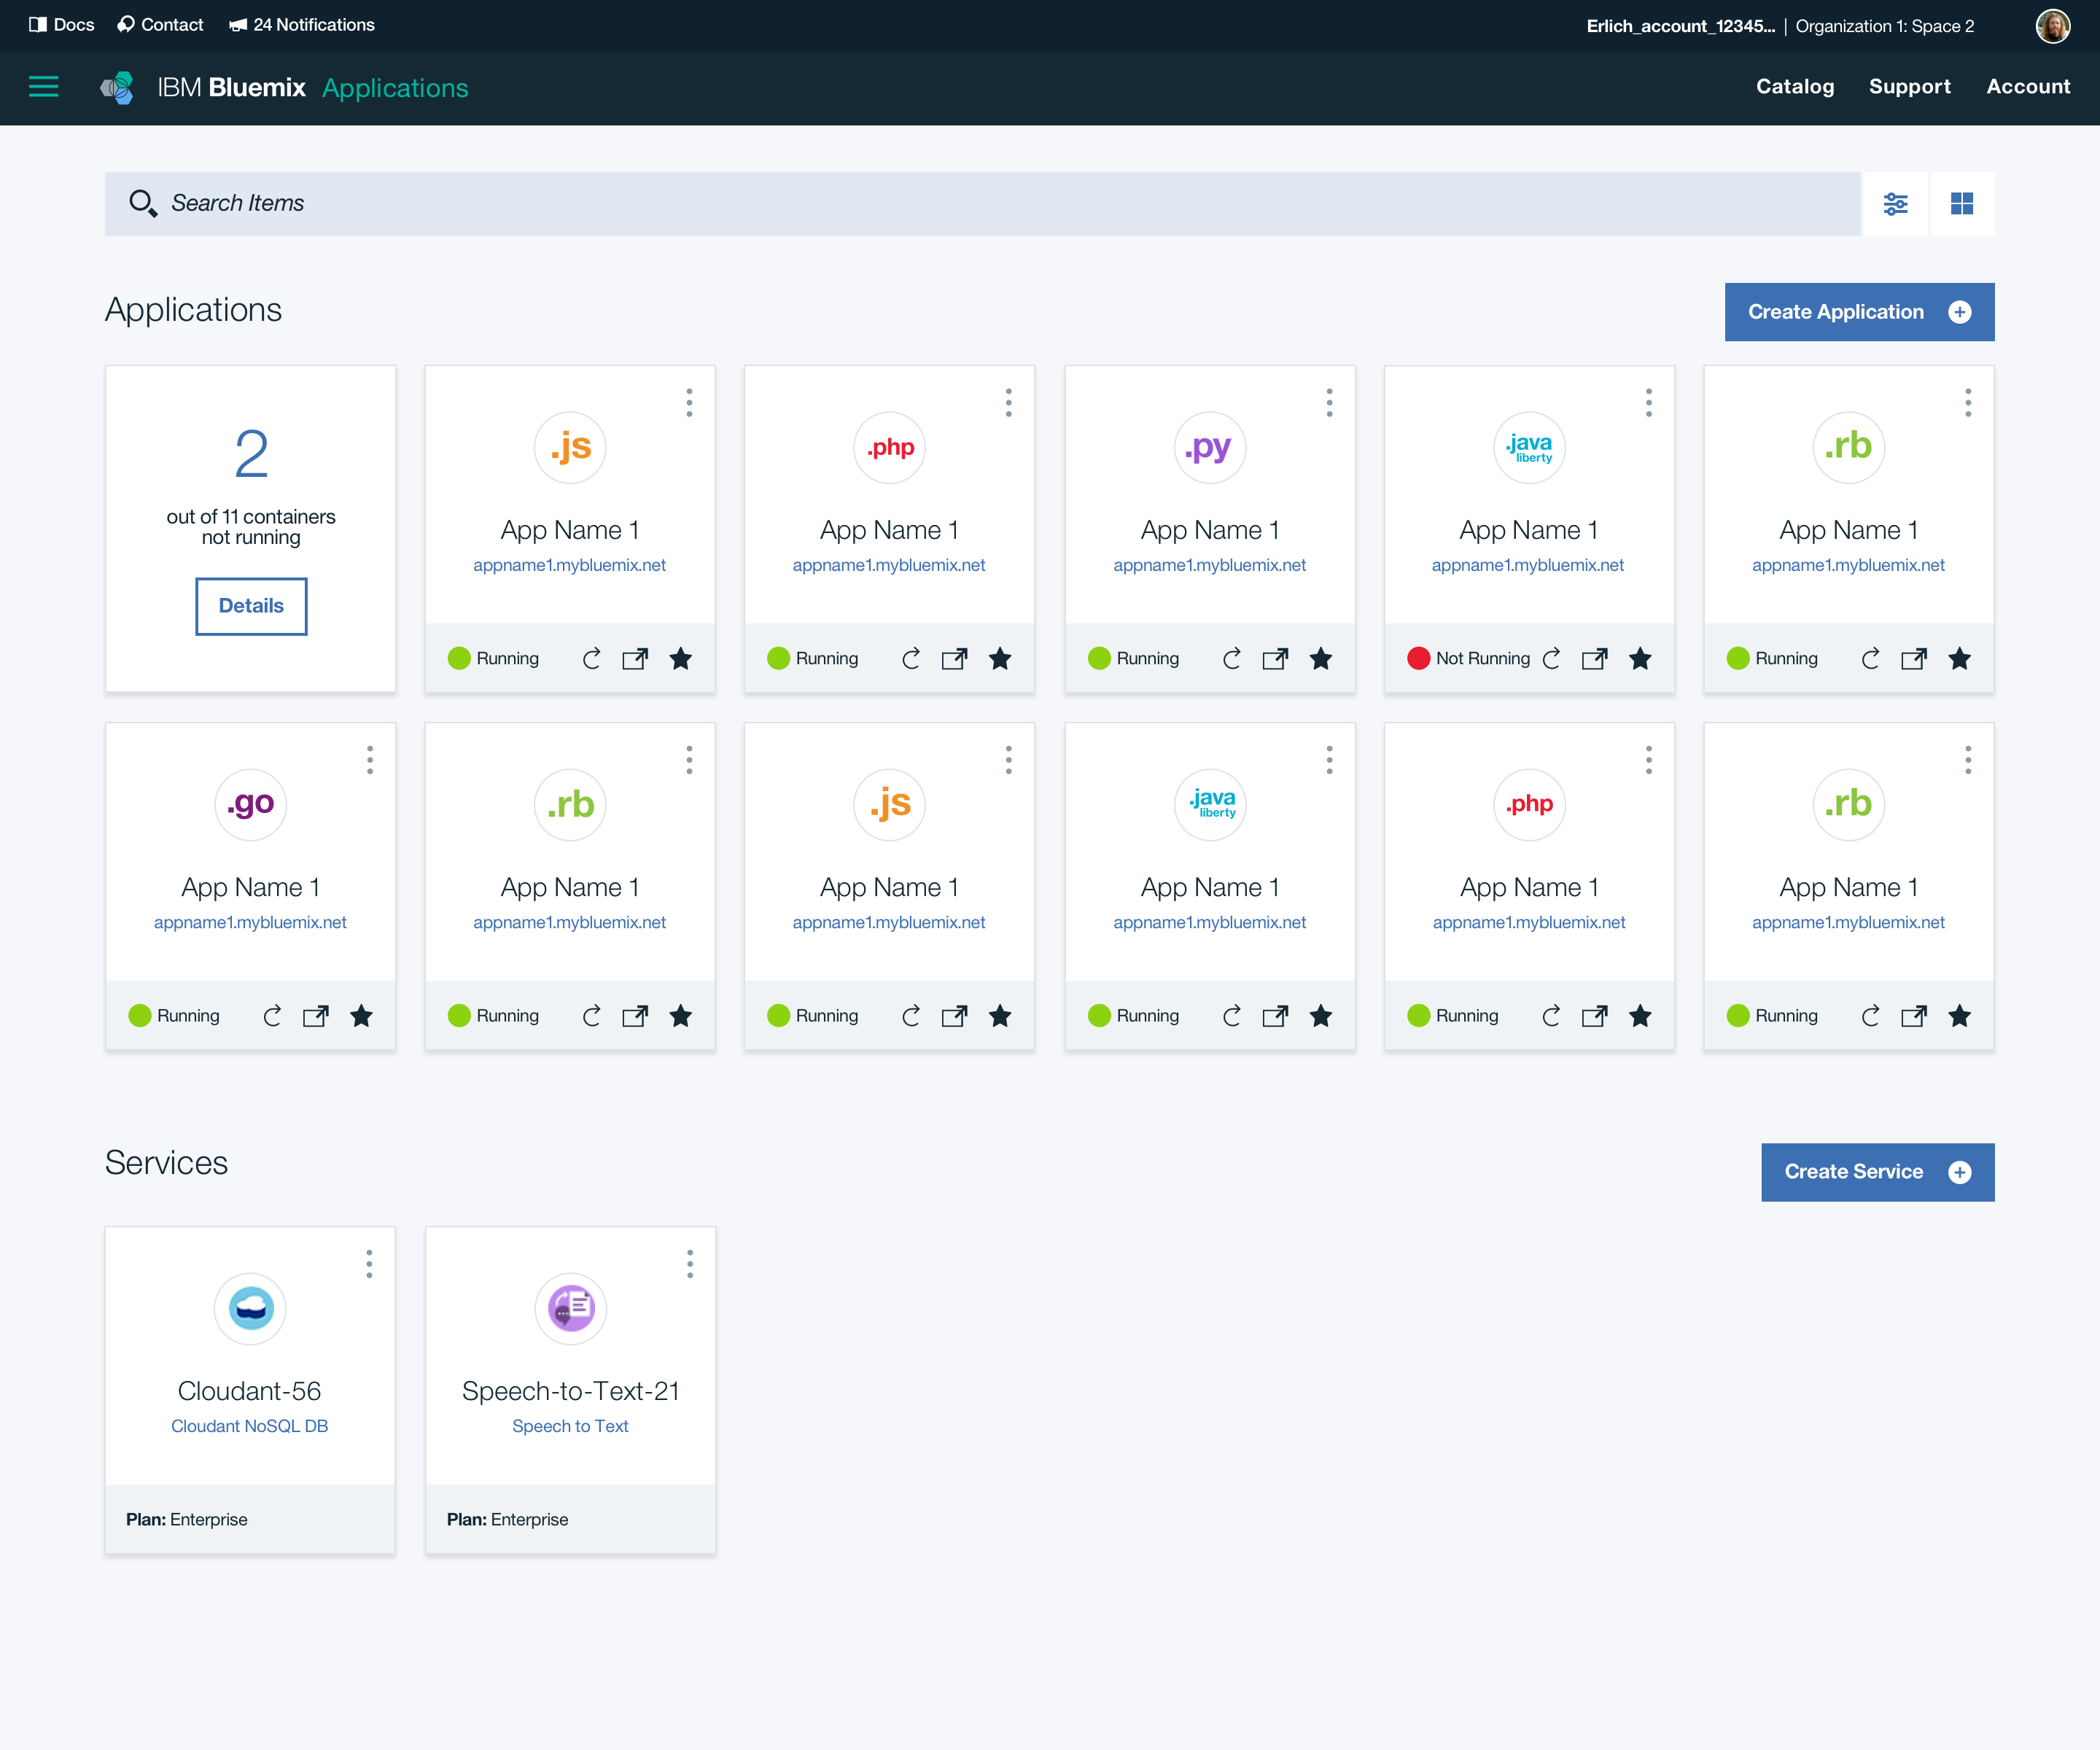 Docs
Contact
24 Notifications
Erlich_account_12345... | Organization 1: Space 2
IBM Bluemix Applications
Catalog
Support
Account
Search Items
Applications
Create Application
2
out of 11 containers
not running
Details
.js
App Name 1
appname1.mybluemix.net
Running
.php
App Name 1
appname1.mybluemix.net
Running
.py
App Name 1
appname1.mybluemix.net
Running
.java
liberty
App Name 1
appname1.mybluemix.net
Not Running
.rb
App Name 1
appname1.mybluemix.net
Running
.go
App Name 1
appname1.mybluemix.net
Running
.rb
App Name 1
appname1.mybluemix.net
Running
.js
App Name 1
appname1.mybluemix.net
Running
.java
liberty
App Name 1
appname1.mybluemix.net
Running
.php
App Name 1
appname1.mybluemix.net
Running
.rb
App Name 1
appname1.mybluemix.net
Running
Services
Create Service
Cloudant-56
Cloudant NoSQL DB
Plan: Enterprise
Speech-to-Text-21
Speech to Text
Plan: Enterprise